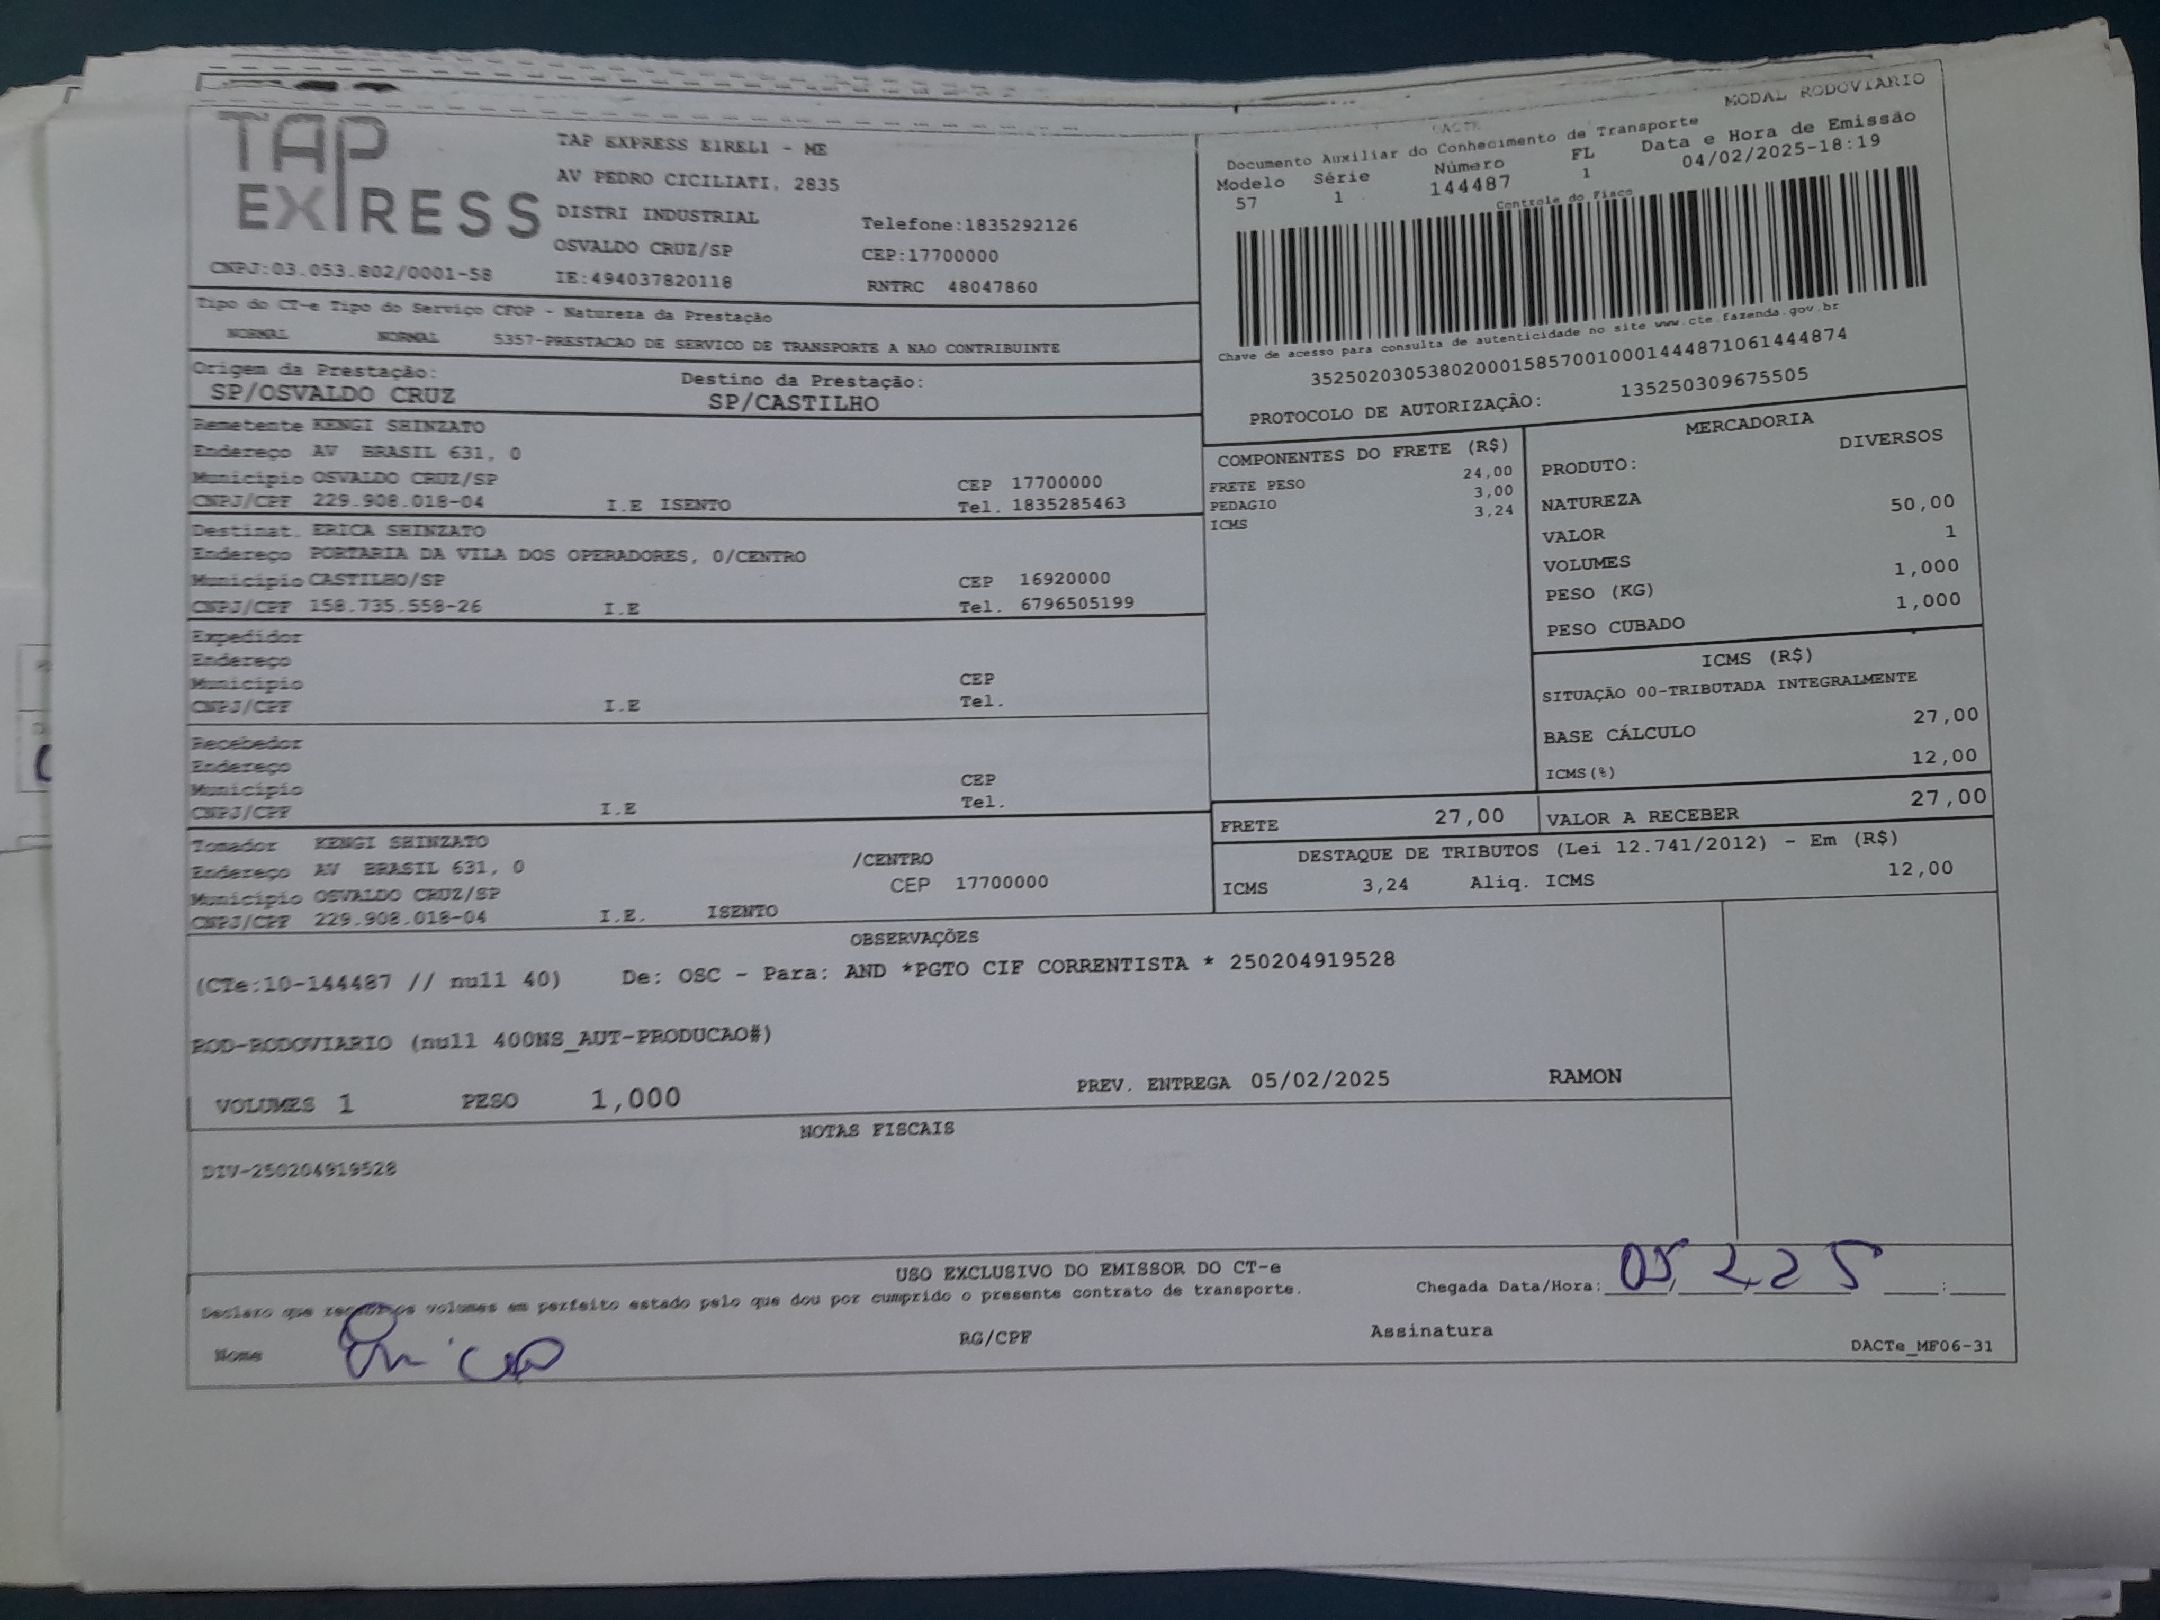 MODAL RODOVIARIO
TAP
EXPRESS
TAP EXPRESS EIRELI - ME
AV PEDRO CICILIATI, 2835
DISTRI INDUSTRIAL
Telefone:1835292126
OSVALDO CRUZ/SP
CEP:17700000
CNPJ:03.053.802/0001-58
IE:494037820118
RNTRC 48047860
DACTE
Documento Auxiliar do Conhecimento de Transporte
Modelo Série Número FL Data e Hora de Emissão
57 1 144487 1 04/02/2025-18:19
Controle do Fisco
Chave de acesso para consulta de autenticidade no site www.cte.fazenda.gov.br
35250203053802000158570010001444871061444874
PROTOCOLO DE AUTORIZAÇÃO: 135250309675505
Tipo do CT-e Tipo do Serviço CFOP - Natureza da Prestação
NORMAL NORMAL 5357-PRESTACAO DE SERVICO DE TRANSPORTE A NAO CONTRIBUINTE
Origem da Prestação: Destino da Prestação:
SP/OSVALDO CRUZ SP/CASTILHO
Remetente KENGI SHINZATO
Endereço AV BRASIL 631, 0
Município OSVALDO CRUZ/SP CEP 17700000
CNPJ/CPF 229.908.018-04 I.E ISENTO Tel. 1835285463
Destinat. ERICA SHINZATO
Endereço PORTARIA DA VILA DOS OPERADORES, 0/CENTRO
Município CASTILHO/SP CEP 16920000
CNPJ/CPF 158.735.558-26 I.E Tel. 6796505199
Expedidor
Endereço
Município CEP
CNPJ/CPF I.E Tel.
Recebedor
Endereço
Município CEP
CNPJ/CPF I.E Tel.
Tomador KENGI SHINZATO
Endereço AV BRASIL 631, 0 /CENTRO
Município OSVALDO CRUZ/SP CEP 17700000
CNPJ/CPF 229.908.018-04 I.E. ISENTO
COMPONENTES DO FRETE (R$)
FRETE PESO 24,00
PEDAGIO 3,00
ICMS 3,24
MERCADORIA
PRODUTO: DIVERSOS
NATUREZA
VALOR 50,00
VOLUMES 1
PESO (KG) 1,000
PESO CUBADO 1,000
ICMS (R$)
SITUAÇÃO 00-TRIBUTADA INTEGRALMENTE
BASE CÁLCULO 27,00
ICMS(%) 12,00
FRETE 27,00
VALOR A RECEBER 27,00
DESTAQUE DE TRIBUTOS (Lei 12.741/2012) - Em (R$)
ICMS 3,24 Aliq. ICMS 12,00
OBSERVAÇÕES
(CTe:10-144487 // null 40) De: OSC - Para: AND *PGTO CIF CORRENTISTA * 250204919528
ROD-RODOVIARIO (null 400NS_AUT-PRODUCAO#)
VOLUMES 1 PESO 1,000 PREV. ENTREGA 05/02/2025 RAMON
NOTAS FISCAIS
DIV-250204919528
USO EXCLUSIVO DO EMISSOR DO CT-e
Declaro que recebi os volumes em perfeito estado pelo que dou por cumprido o presente contrato de transporte.
Chegada Data/Hora: 05/2/25 :
Nome Erica RG/CPF Assinatura
DACTe_MF06-31